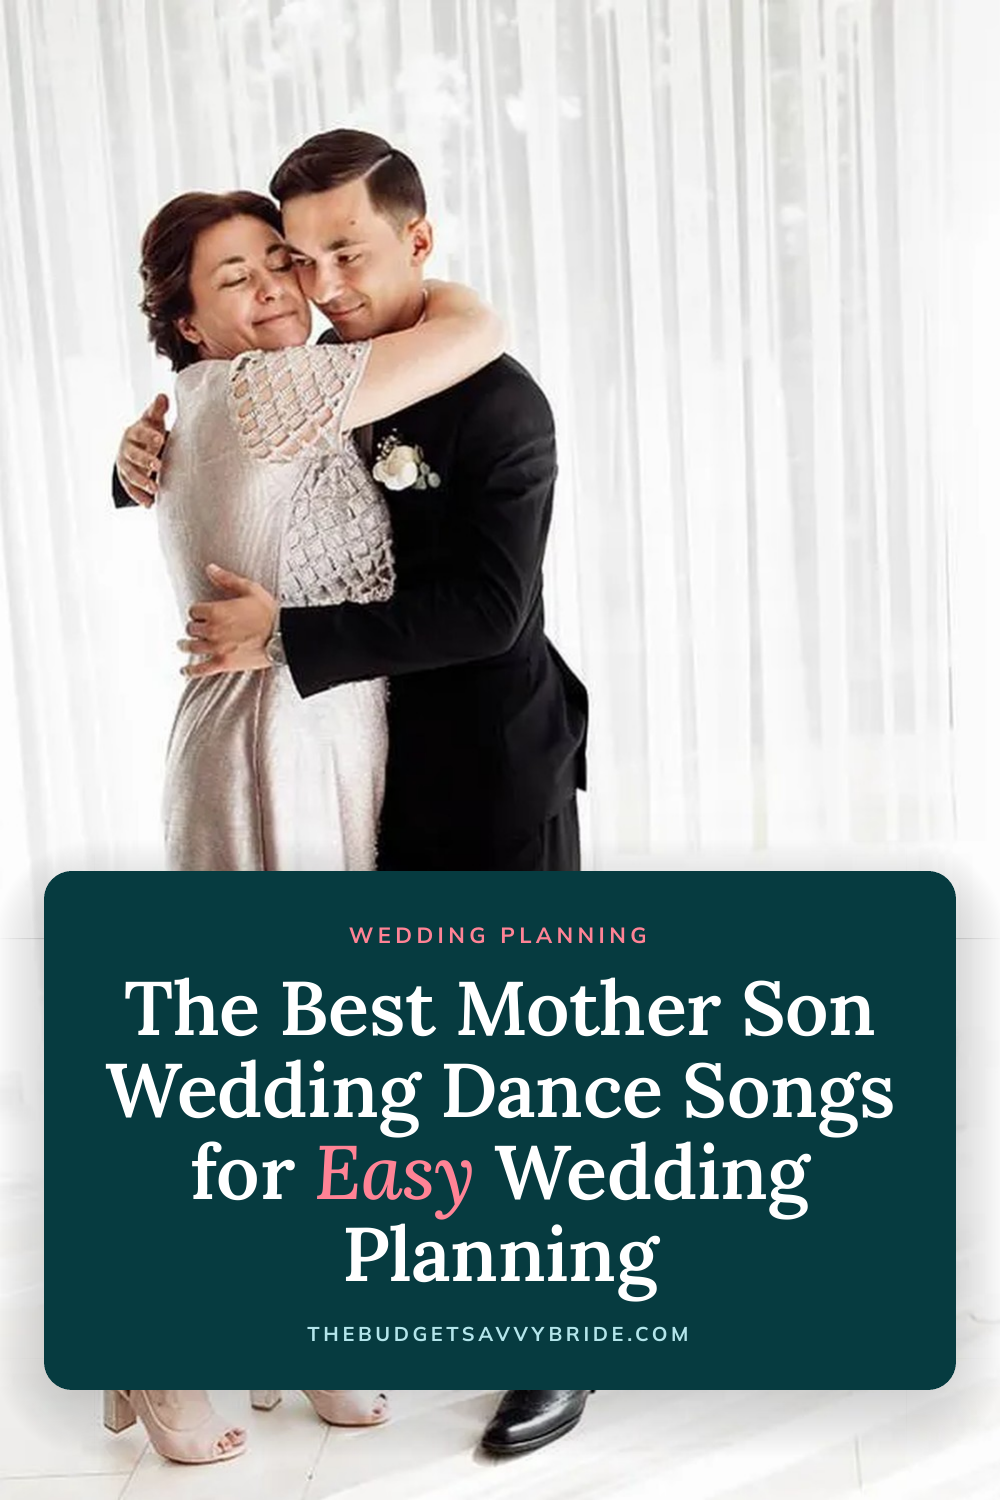 WEDDING PLANNING
The Best Mother Son
Wedding Dance Songs
for Easy Wedding
Planning
THEBUDGETSAVVYBRIDE.COM